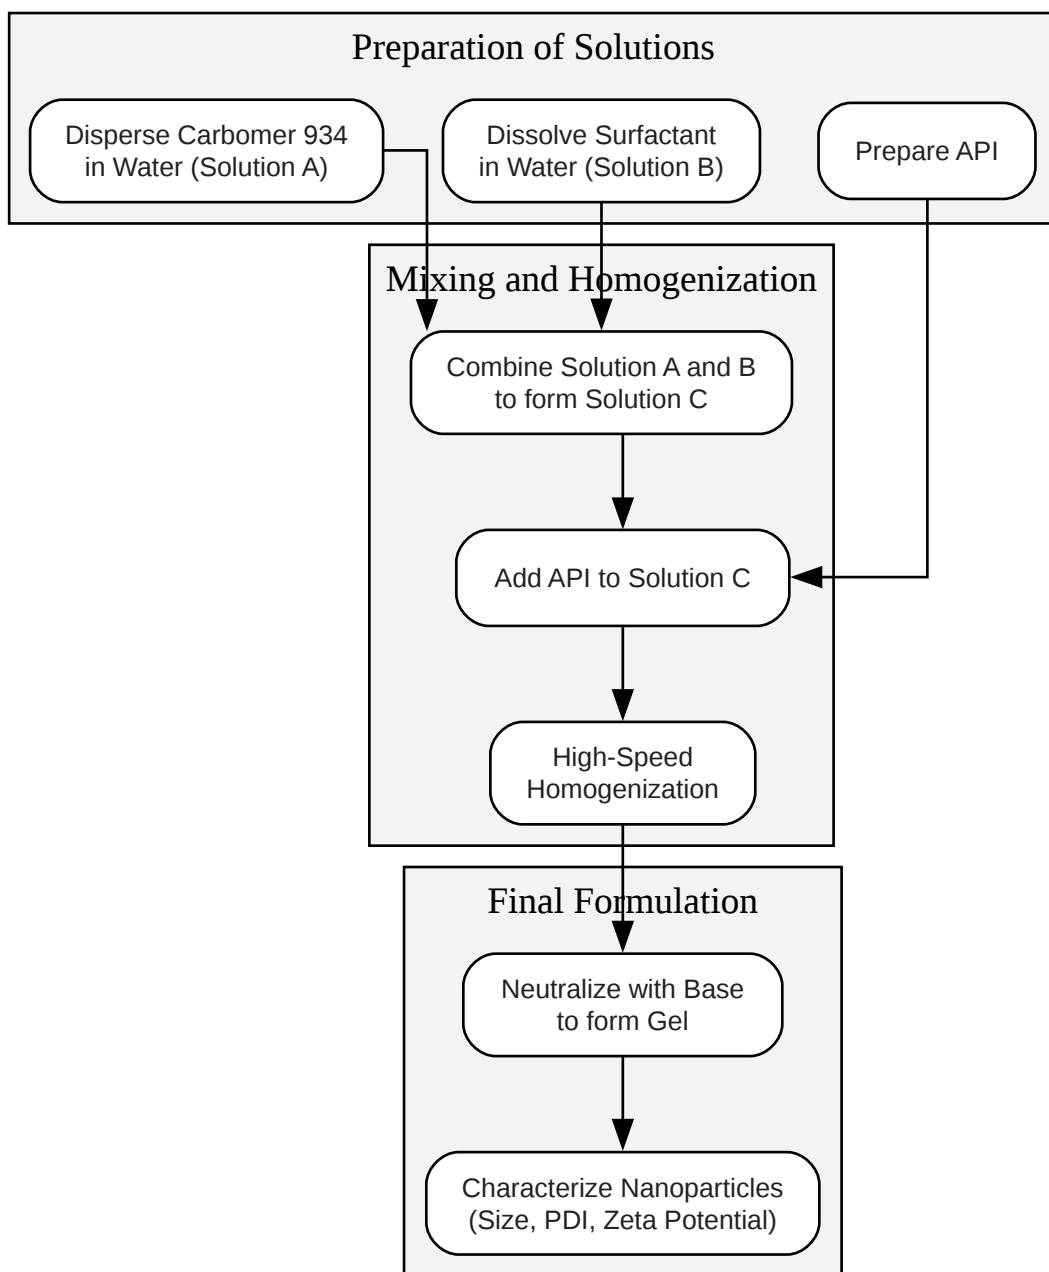 Preparation of Solutions
Disperse Carbomer 934
in Water (Solution A)
Dissolve Surfactant
in Water (Solution B)
Prepare API
Mixing and Homogenization
Combine Solution A and B
to form Solution C
Add API to Solution C
High-Speed
Homogenization
Final Formulation
Neutralize with Base
to form Gel
Characterize Nanoparticles
(Size, PDI, Zeta Potential)